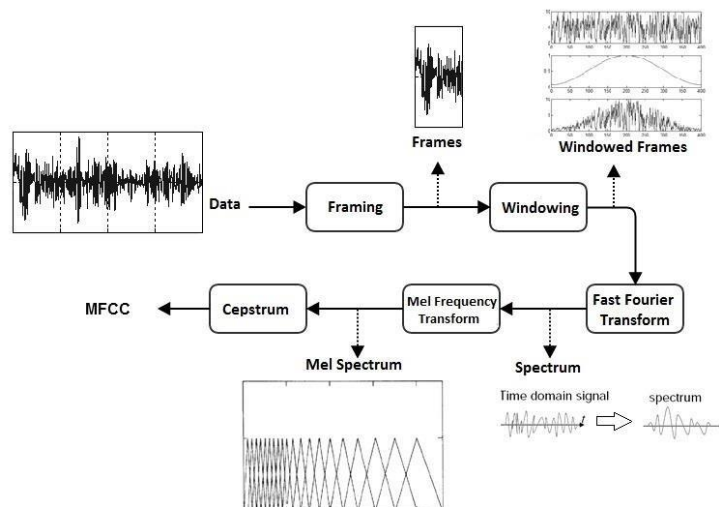 Frames
Windowed Frames
Data
Framing
Windowing
MFCC
Cepstrum
Mel Frequency
Transform
Fast Fourier
Transform
Mel Spectrum
Spectrum
Time domain signal
spectrum